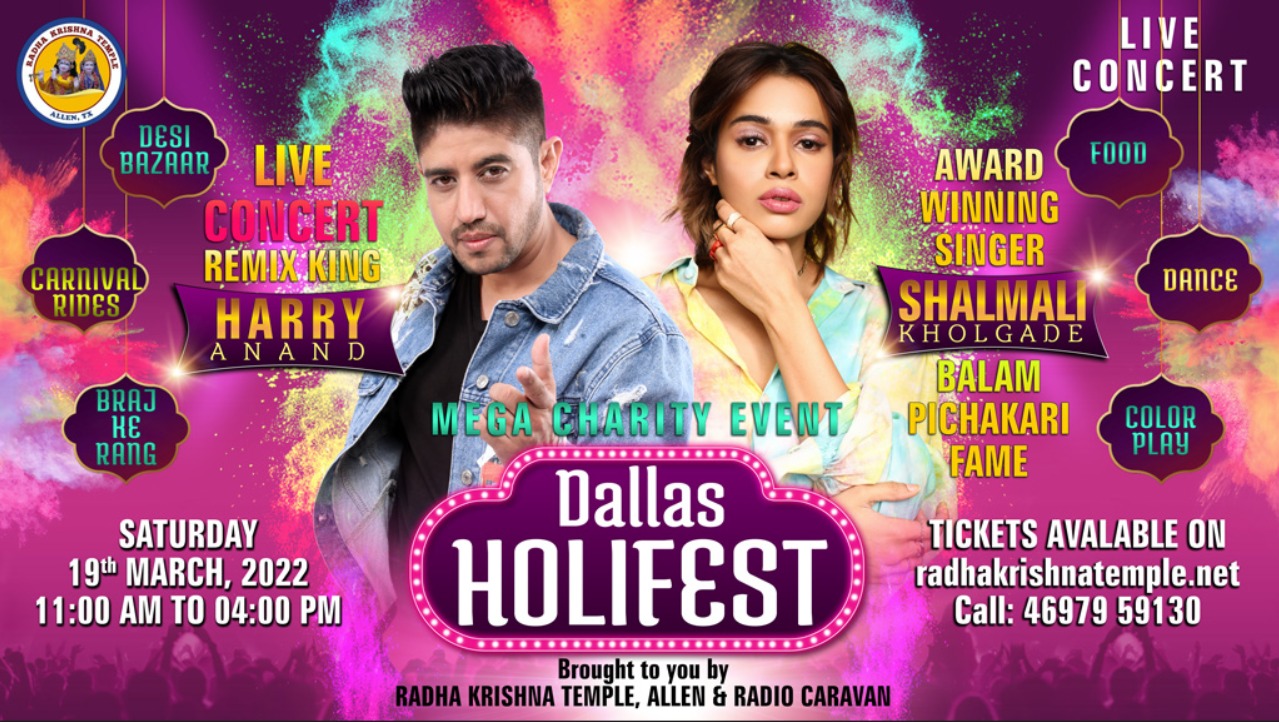 RADHA KRISHNA TEMPLE
ALLEN, TX
DESI
BAZAAR
CARNIVAL
RIDES
BRAJ
KE
RANG
LIVE
CONCERT
REMIX KING
HARRY
ANAND
LIVE
CONCERT
FOOD
DANCE
COLOR
PLAY
AWARD
WINNING
SINGER
SHALMALI
KHOLGADE
BALAM
PICHAKARI
FAME
MEGA CHARITY EVENT
Dallas
HOLIFEST
SATURDAY
19th MARCH, 2022
11:00 AM TO 04:00 PM
TICKETS AVALABLE ON
radhakrishnatemple.net
Call: 46979 59130
Brought to you by
RADHA KRISHNA TEMPLE, ALLEN & RADIO CARAVAN